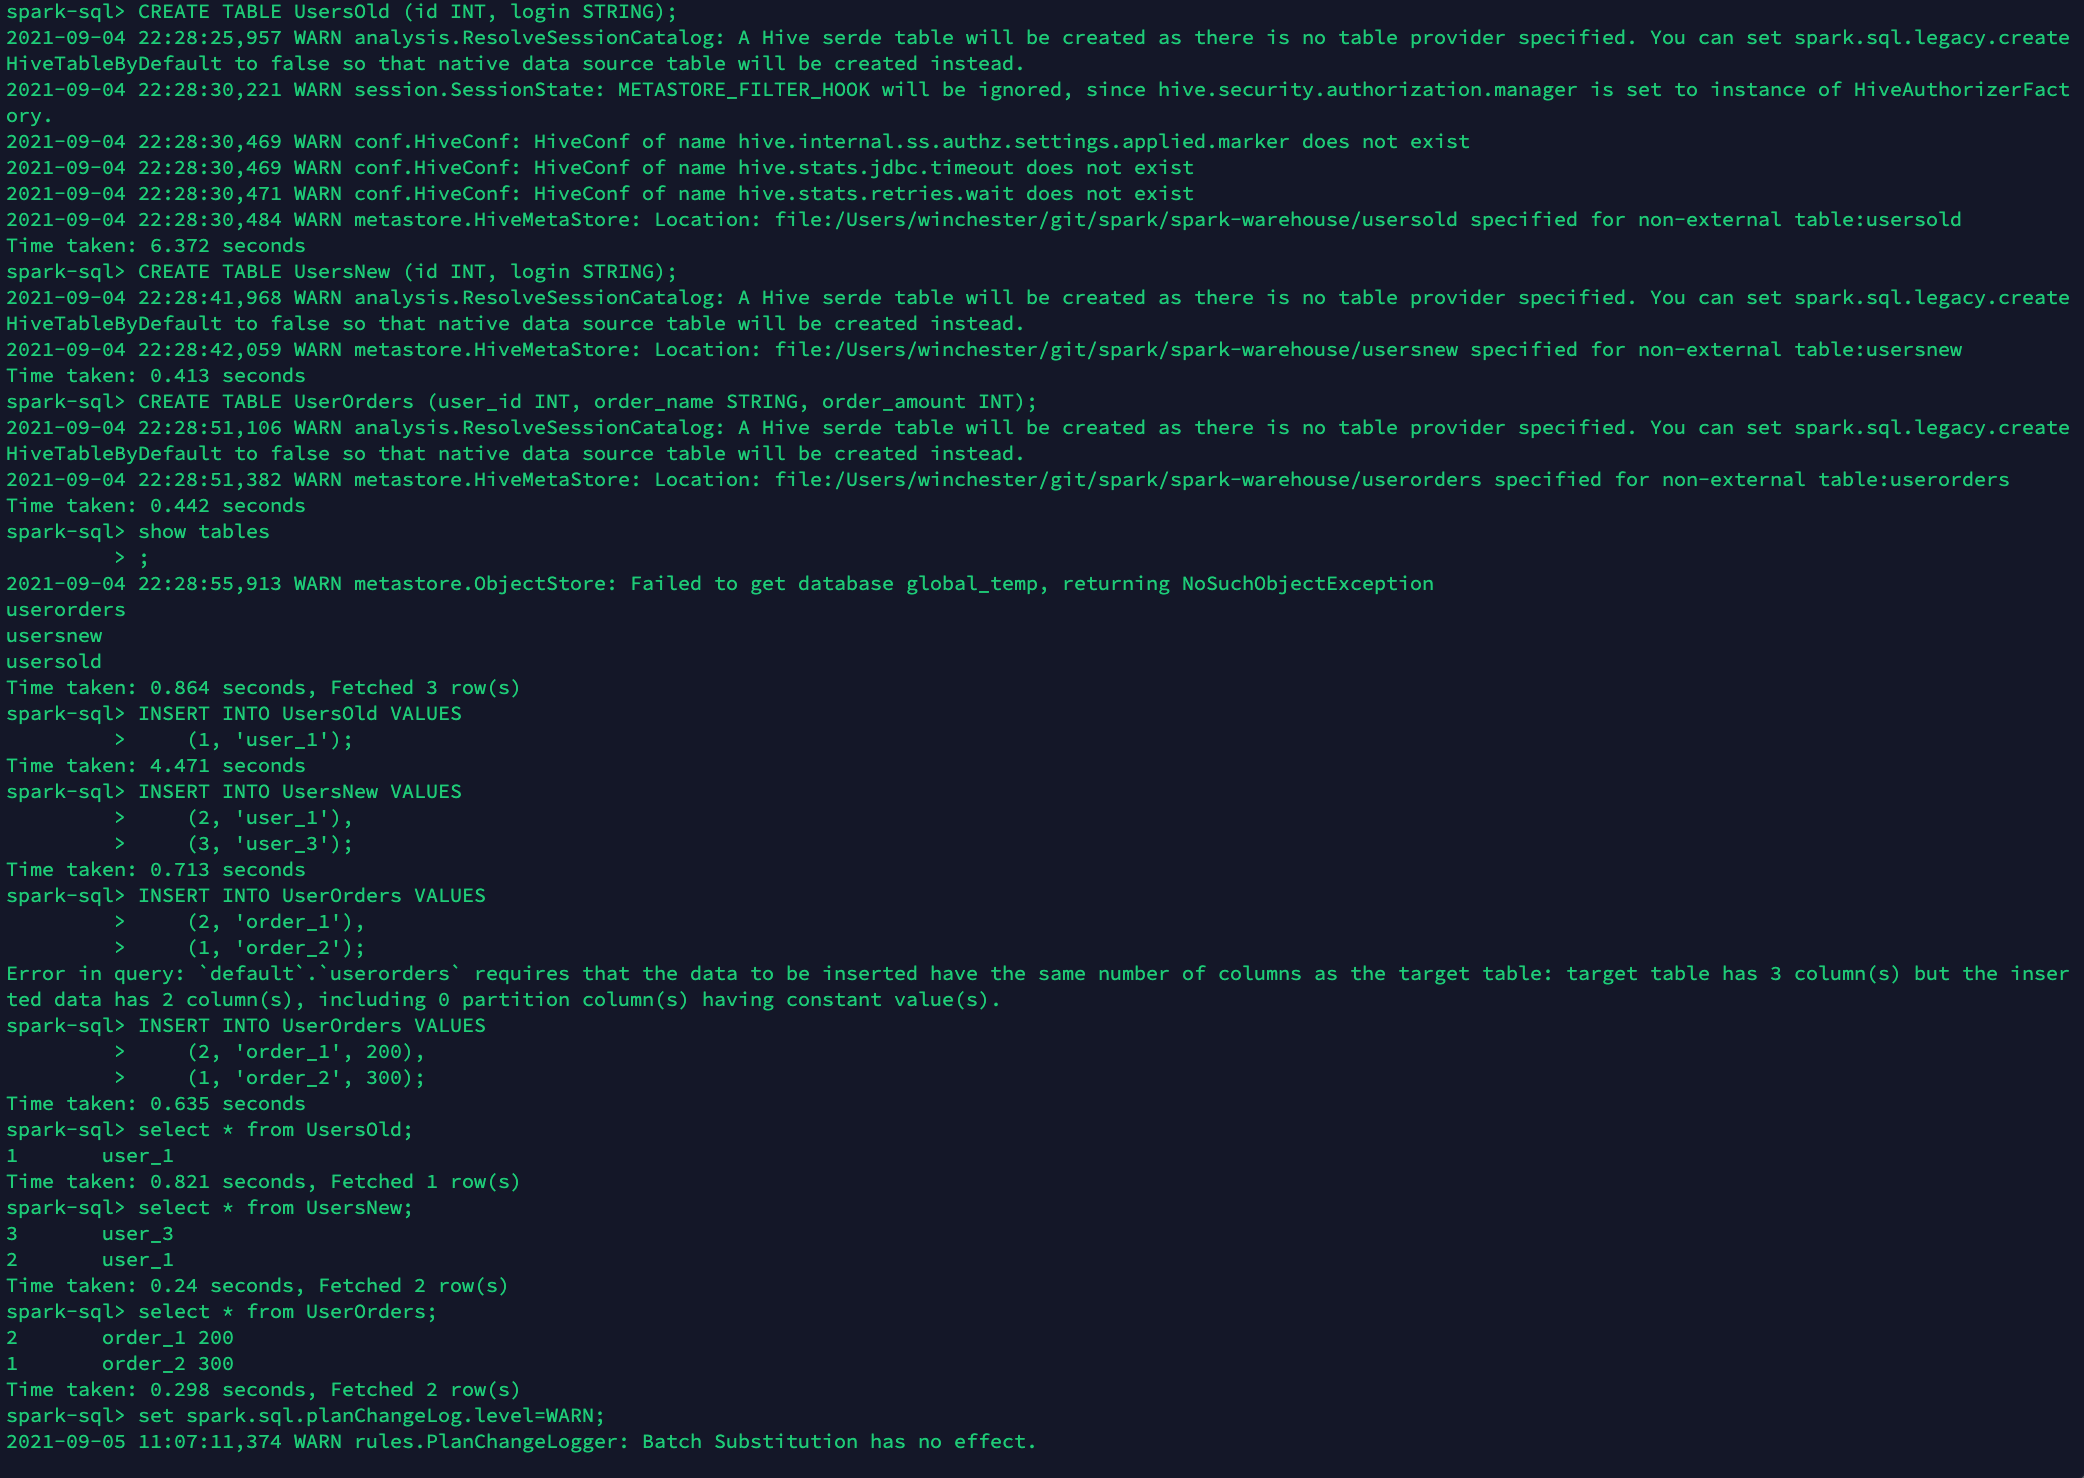 spark-sql> CREATE TABLE UsersOld (id INT, login STRING);
2021-09-04 22:28:25,957 WARN analysis.ResolveSessionCatalog: A Hive serde table will be created as there is no table provider specified. You can set spark.sql.legacy.create
HiveTableByDefault to false so that native data source table will be created instead.
2021-09-04 22:28:30,221 WARN session.SessionState: METASTORE_FILTER_HOOK will be ignored, since hive.security.authorization.manager is set to instance of HiveAuthorizerFact
ory.
2021-09-04 22:28:30,469 WARN conf.HiveConf: HiveConf of name hive.internal.ss.authz.settings.applied.marker does not exist
2021-09-04 22:28:30,469 WARN conf.HiveConf: HiveConf of name hive.stats.jdbc.timeout does not exist
2021-09-04 22:28:30,471 WARN conf.HiveConf: HiveConf of name hive.stats.retries.wait does not exist
2021-09-04 22:28:30,484 WARN metastore.HiveMetaStore: Location: file:/Users/winchester/git/spark/spark-warehouse/usersold specified for non-external table:usersold
Time taken: 6.372 seconds
spark-sql> CREATE TABLE UsersNew (id INT, login STRING);
2021-09-04 22:28:41,968 WARN analysis.ResolveSessionCatalog: A Hive serde table will be created as there is no table provider specified. You can set spark.sql.legacy.create
HiveTableByDefault to false so that native data source table will be created instead.
2021-09-04 22:28:42,059 WARN metastore.HiveMetaStore: Location: file:/Users/winchester/git/spark/spark-warehouse/usersnew specified for non-external table:usersnew
Time taken: 0.413 seconds
spark-sql> CREATE TABLE UserOrders (user_id INT, order_name STRING, order_amount INT);
2021-09-04 22:28:51,106 WARN analysis.ResolveSessionCatalog: A Hive serde table will be created as there is no table provider specified. You can set spark.sql.legacy.create
HiveTableByDefault to false so that native data source table will be created instead.
2021-09-04 22:28:51,382 WARN metastore.HiveMetaStore: Location: file:/Users/winchester/git/spark/spark-warehouse/userorders specified for non-external table:userorders
Time taken: 0.442 seconds
spark-sql> show tables
         > ;
2021-09-04 22:28:55,913 WARN metastore.ObjectStore: Failed to get database global_temp, returning NoSuchObjectException
userorders
usersnew
usersold
Time taken: 0.864 seconds, Fetched 3 row(s)
spark-sql> INSERT INTO UsersOld VALUES
         >     (1, 'user_1');
Time taken: 4.471 seconds
spark-sql> INSERT INTO UsersNew VALUES
         >     (2, 'user_1'),
         >     (3, 'user_3');
Time taken: 0.713 seconds
spark-sql> INSERT INTO UserOrders VALUES
         >     (2, 'order_1'),
         >     (1, 'order_2');
Error in query: `default`.`userorders` requires that the data to be inserted have the same number of columns as the target table: target table has 3 column(s) but the inser
ted data has 2 column(s), including 0 partition column(s) having constant value(s).
spark-sql> INSERT INTO UserOrders VALUES
         >     (2, 'order_1', 200),
         >     (1, 'order_2', 300);
Time taken: 0.635 seconds
spark-sql> select * from UsersOld;
1       user_1
Time taken: 0.821 seconds, Fetched 1 row(s)
spark-sql> select * from UsersNew;
3       user_3
2       user_1
Time taken: 0.24 seconds, Fetched 2 row(s)
spark-sql> select * from UserOrders;
2       order_1 200
1       order_2 300
Time taken: 0.298 seconds, Fetched 2 row(s)
spark-sql> set spark.sql.planChangeLog.level=WARN;
2021-09-05 11:07:11,374 WARN rules.PlanChangeLogger: Batch Substitution has no effect.